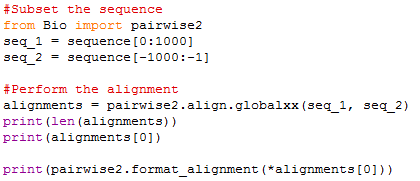 #Subset the sequence
from Bio import pairwise2
seq_1 = sequence[0:1000]
seq_2 = sequence[-1000:-1]
#Perform the alignment
alignments = pairwise2.align.globalxx(seq_1, seq_2)
print(len(alignments))
print(alignments[0])
print(pairwise2.format_alignment(*alignments[0]))